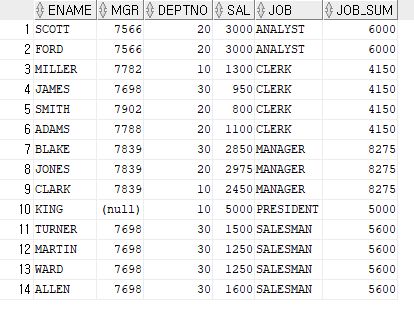 ENAME MGR DEPTNO SAL JOB JOB_SUM
1 SCOTT 7566 20 3000 ANALYST 6000
2 FORD 7566 20 3000 ANALYST 6000
3 MILLER 7782 10 1300 CLERK 4150
4 JAMES 7698 30 950 CLERK 4150
5 SMITH 7902 20 800 CLERK 4150
6 ADAMS 7788 20 1100 CLERK 4150
7 BLAKE 7839 30 2850 MANAGER 8275
8 JONES 7839 20 2975 MANAGER 8275
9 CLARK 7839 10 2450 MANAGER 8275
10 KING (null) 10 5000 PRESIDENT 5000
11 TURNER 7698 30 1500 SALESMAN 5600
12 MARTIN 7698 30 1250 SALESMAN 5600
13 WARD 7698 30 1250 SALESMAN 5600
14 ALLEN 7698 30 1600 SALESMAN 5600